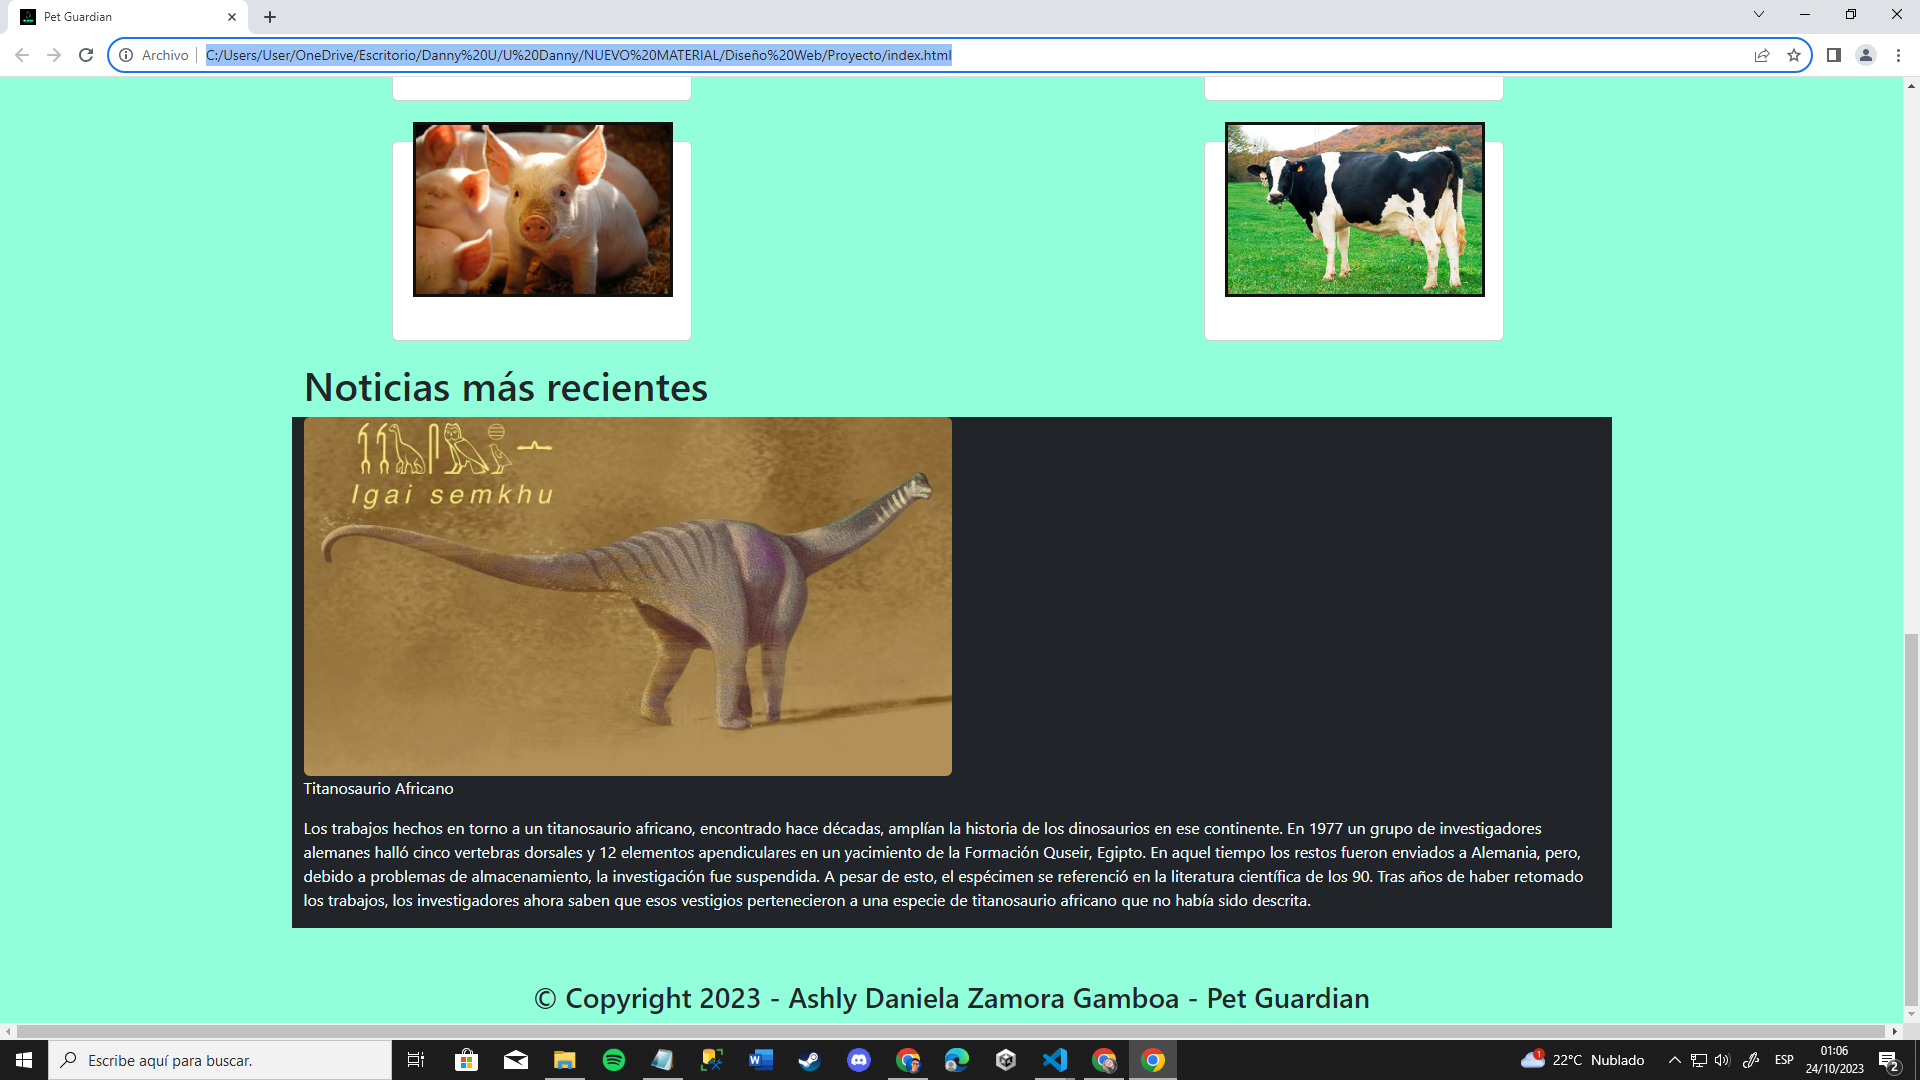 Pet Guardian
Archivo
C:/Users/User/OneDrive/Escritorio/Danny%20U/U%20Danny/NUEVO%20MATERIAL/Diseño%20Web/Proyecto/index.html
Noticias más recientes
Igai semkhu
Titanosaurio Africano
Los trabajos hechos en torno a un titanosaurio africano, encontrado hace décadas, amplían la historia de los dinosaurios en ese continente. En 1977 un grupo de investigadores
alemanes halló cinco vertebras dorsales y 12 elementos apendiculares en un yacimiento de la Formación Quseir, Egipto. En aquel tiempo los restos fueron enviados a Alemania, pero,
debido a problemas de almacenamiento, la investigación fue suspendida. A pesar de esto, el espécimen se referenció en la literatura científica de los 90. Tras años de haber retomado
los trabajos, los investigadores ahora saben que esos vestigios pertenecieron a una especie de titanosaurio africano que no había sido descrita.
© Copyright 2023 - Ashly Daniela Zamora Gamboa - Pet Guardian
Escribe aquí para buscar.
1
22°C Nublado
ESP
01:06
24/10/2023
2